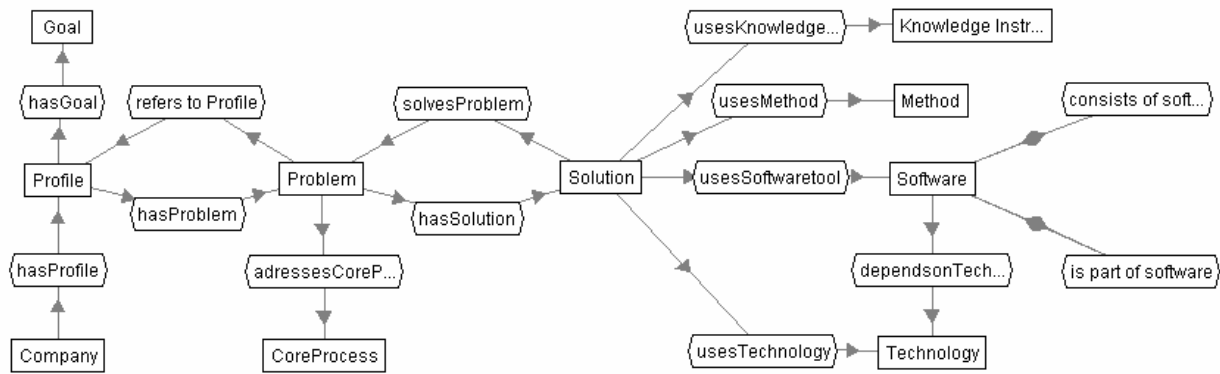 Goal
usesKnowledge...
Knowledge Instr...
hasGoal
refers to Profile
solvesProblem
usesMethod
Method
consists of soft...
Profile
Problem
Solution
usesSoftwaretool
Software
hasProblem
hasSolution
hasProfile
adressesCoreP...
dependsonTech...
is part of software
Company
CoreProcess
usesTechnology
Technology